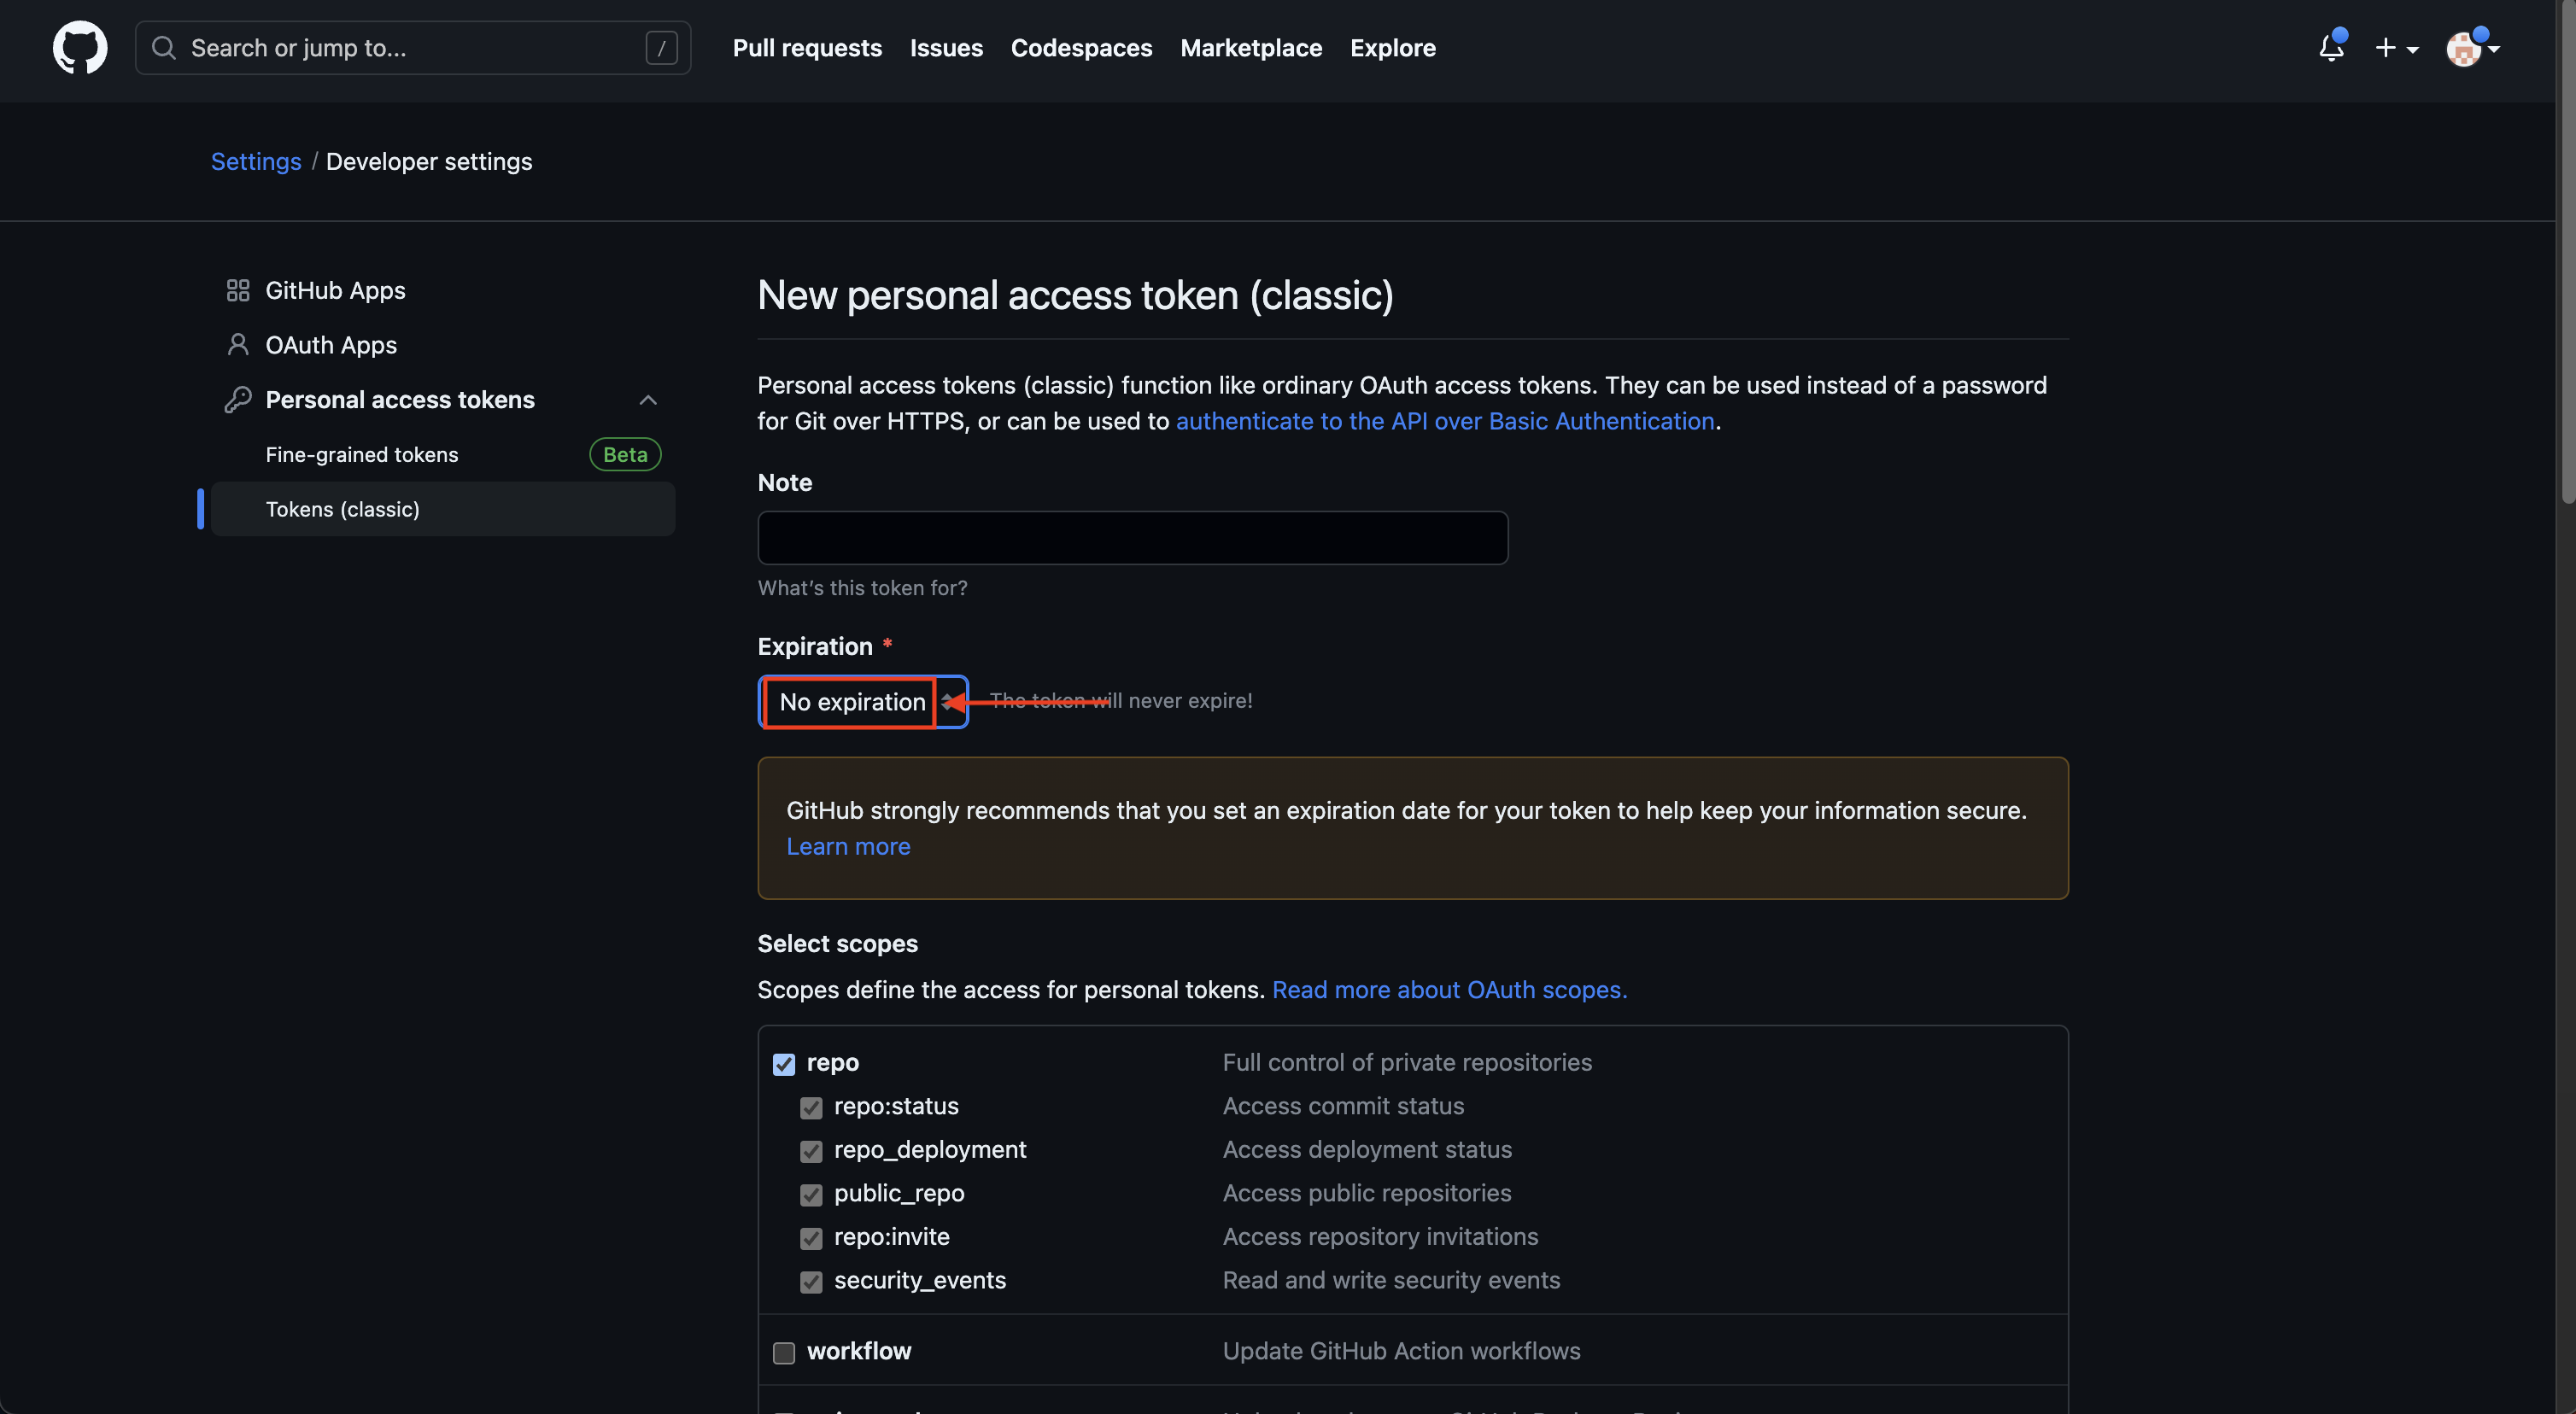 Search or jump to...
/
Pull requests
Issues
Codespaces
Marketplace
Explore
Settings / Developer settings
GitHub Apps
OAuth Apps
Personal access tokens
Fine-grained tokens
Beta
Tokens (classic)
New personal access token (classic)
Personal access tokens (classic) function like ordinary OAuth access tokens. They can be used instead of a password
for Git over HTTPS, or can be used to authenticate to the API over Basic Authentication.
Note
What's this token for?
Expiration *
No expiration
The token will never expire!
GitHub strongly recommends that you set an expiration date for your token to help keep your information secure.
Learn more
Select scopes
Scopes define the access for personal tokens. Read more about OAuth scopes.
repo
Full control of private repositories
repo:status
Access commit status
repo_deployment
Access deployment status
public_repo
Access public repositories
repo:invite
Access repository invitations
security_events
Read and write security events
workflow
Update GitHub Action workflows